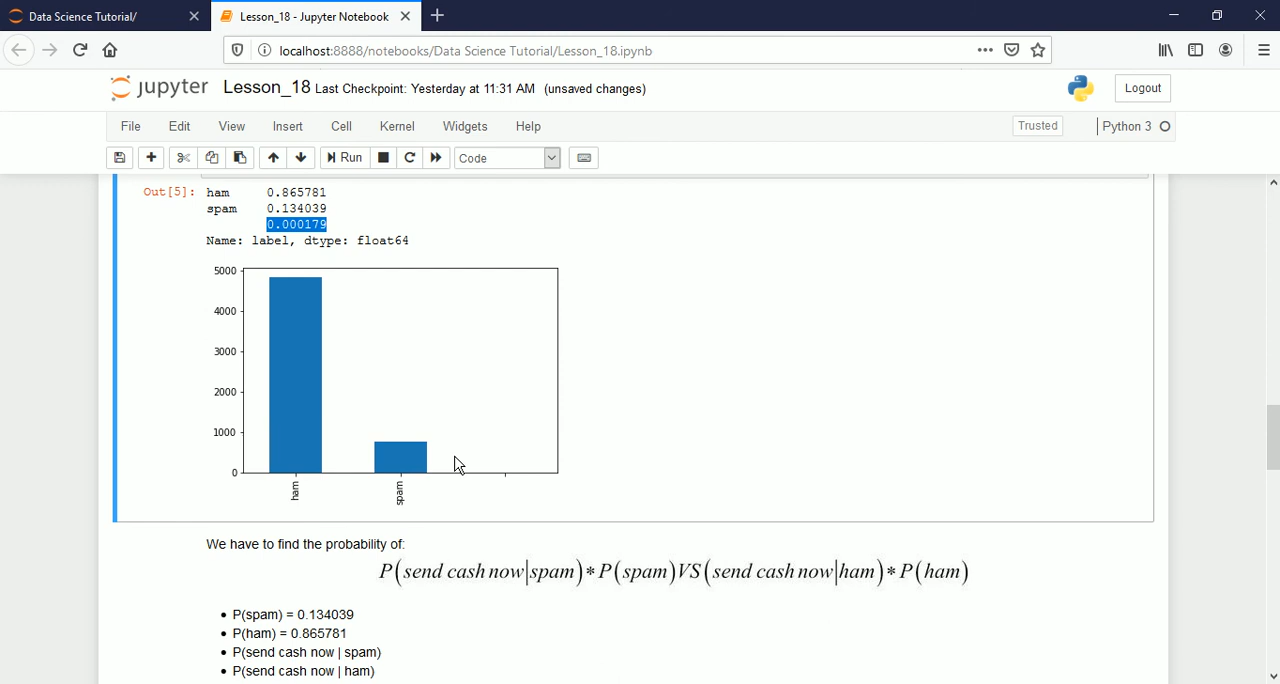 Data Science Tutorial/
Lesson_18 - Jupyter Notebook
localhost:8888/notebooks/Data Science Tutorial/Lesson_18.ipynb
jupyter Lesson_18 Last Checkpoint: Yesterday at 11:31 AM (unsaved changes)
Logout
File Edit View Insert Cell Kernel Widgets Help
Trusted
Python 3
Run
Code
Out[5]: ham 0.865781
spam 0.134039
0.000179
Name: label, dtype: float64
5000
4000
3000
2000
1000
0
ham
spam
We have to find the probability of:
P(send cash now|spam)*P(spam)VS(send cash now|ham)*P(ham)
• P(spam) = 0.134039
• P(ham) = 0.865781
• P(send cash now | spam)
• P(send cash now | ham)